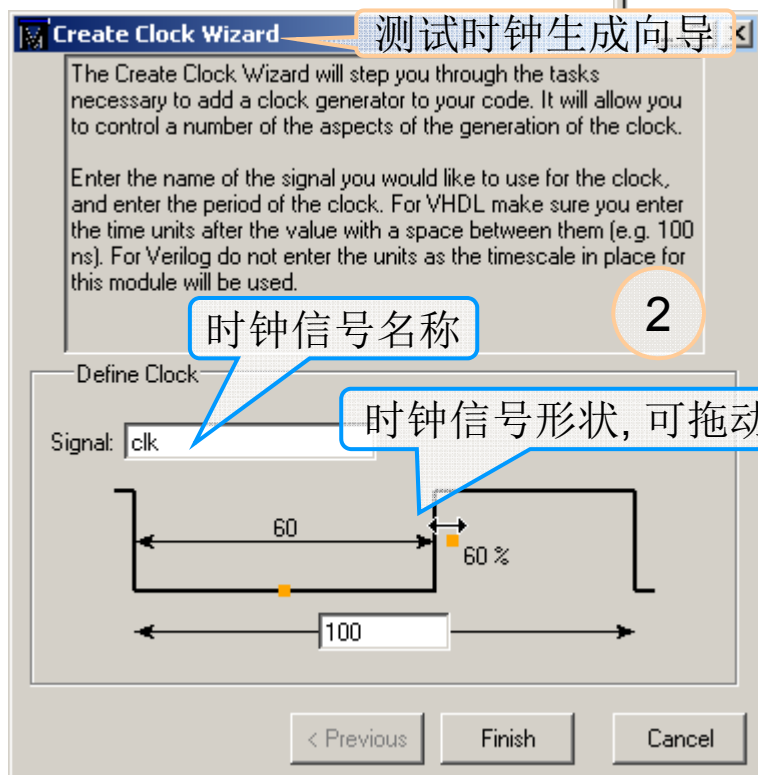 Create Clock Wizard
测试时钟生成向导
The Create Clock Wizard will step you through the tasks
necessary to add a clock generator to your code. It will allow you
to control a number of the aspects of the generation of the clock.
Enter the name of the signal you would like to use for the clock,
and enter the period of the clock. For VHDL make sure you enter
the time units after the value with a space between them (e.g. 100
ns). For Verilog do not enter the units as the timescale in place for
this module will be used.
2
时钟信号名称
Define Clock
时钟信号形状, 可拖动
Signal: clk
60
60 %
100
< Previous
Finish
Cancel